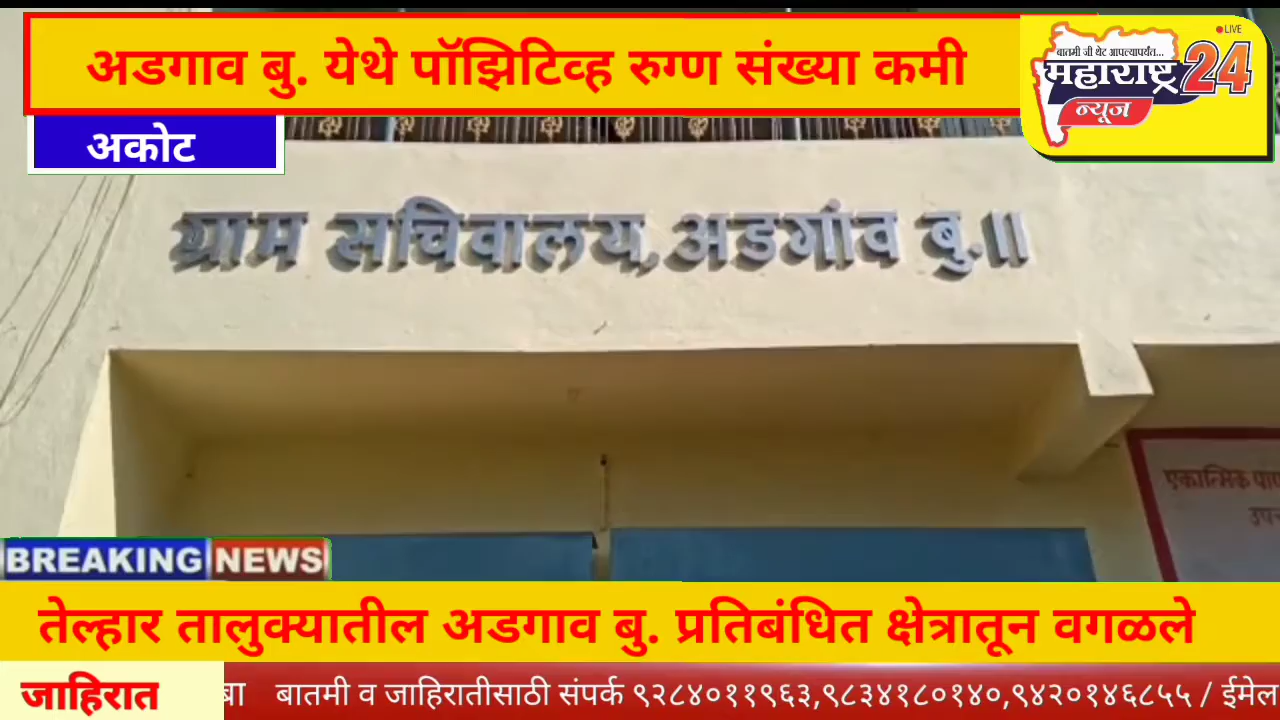 अडगाव बु. येथे पॉझिटिव्ह रुग्ण संख्या कमी
LIVE
बातमी जी थेट आपल्यापर्यंत...
महाराष्ट्र 24
न्यूज
अकोट
ग्राम सचिवालय, अडगांव बु.॥
एकात्मिक
BREAKING NEWS
तेल्हार तालुक्यातील अडगाव बु. प्रतिबंधित क्षेत्रातून वगळले
जाहिरात
बा बातमी व जाहिरातीसाठी संपर्क ९२८४०११९६३,९८३४१८०१४०,९४२०१४६८५५ / ईमेल